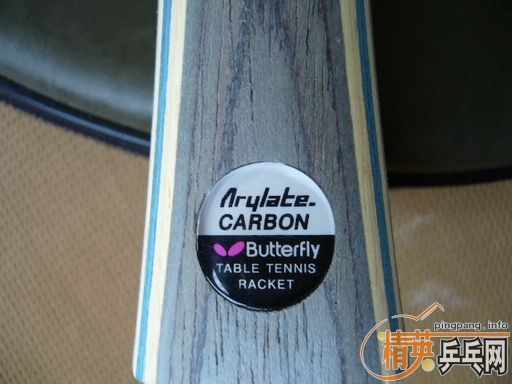 Arylate.
CARBON
Butterfly
TABLE TENNIS
RACKET
pingpang.info
精英乒乓网